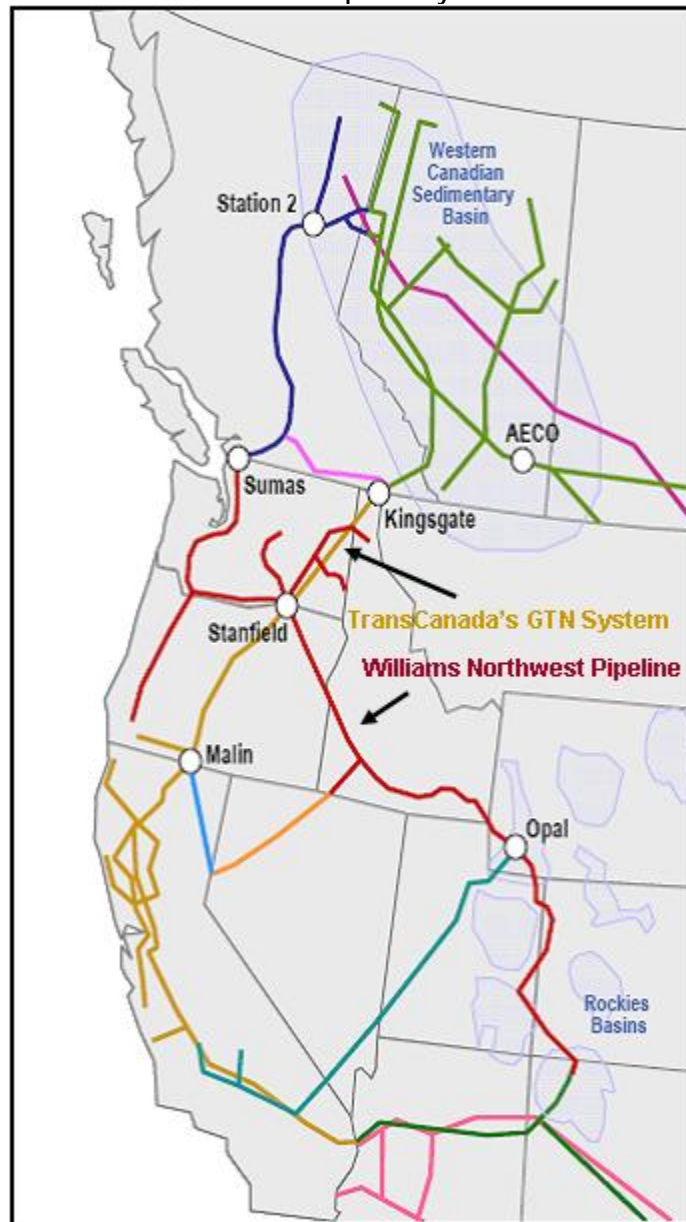 Western
Canadian
Sedimentary
Basin
Station 2
AECO
Sumas
Kingsgate
TransCanada's GTN System
Stanfield
Williams Northwest Pipeline
Malin
Opal
Rockies
Basins